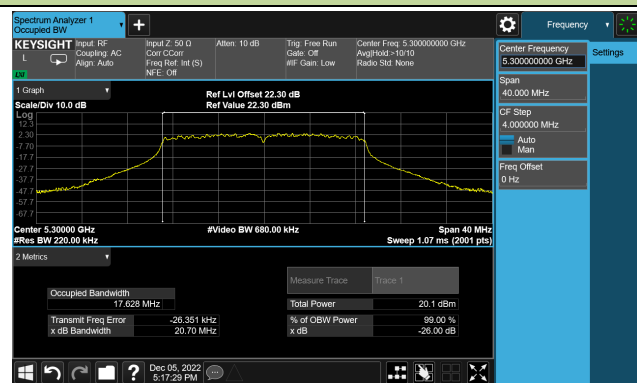 Spectrum Analyzer 1
Occupied BW
Frequency
KEYSIGHT
L
LXI
Input: RF
Coupling: AC
Align: Auto
Input Z: 50 Ω
Corr CCorr
Freq Ref: Int (S)
NFE: Off
Atten: 10 dB
Trig: Free Run
Gate: Off
#IF Gain: Low
Center Freq: 5.300000000 GHz
Avg|Hold:>10/10
Radio Std: None
Center Frequency
5.300000000 GHz
Settings
Span
40.000 MHz
CF Step
4.000000 MHz
Auto
Man
Freq Offset
0 Hz
1 Graph
Scale/Div 10.0 dB
Ref Lvl Offset 22.30 dB
Ref Value 22.30 dBm
Log
12.3
2.30
-7.70
-17.7
-27.7
-37.7
-47.7
-57.7
-67.7
Center 5.30000 GHz
#Video BW 680.00 kHz
Span 40 MHz
#Res BW 220.00 kHz
Sweep 1.07 ms (2001 pts)
2 Metrics
Measure Trace
Trace 1
Occupied Bandwidth
17.628 MHz
Total Power
20.1 dBm
Transmit Freq Error
-26.351 kHz
% of OBW Power
99.00 %
x dB Bandwidth
20.70 MHz
x dB
-26.00 dB
?
Dec 05, 2022
5:17:29 PM